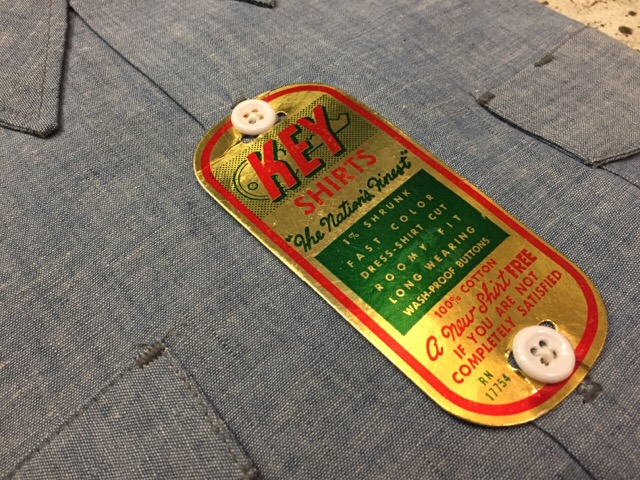 KEY
SHIRTS
"The Nation's Finest"
1% SHRUNK
FAST COLOR
DRESS-SHIRT CUT
ROOMY FIT
LONG WEARING
WASH-PROOF BUTTONS
100% COTTON
A New Shirt FREE
IF YOU ARE NOT
COMPLETELY SATISFIED
RN
17754